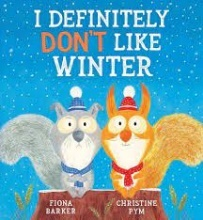 I DEFINITELY
DON'T LIKE
WINTER
FIONA CHRISTINE
BARKER PYM